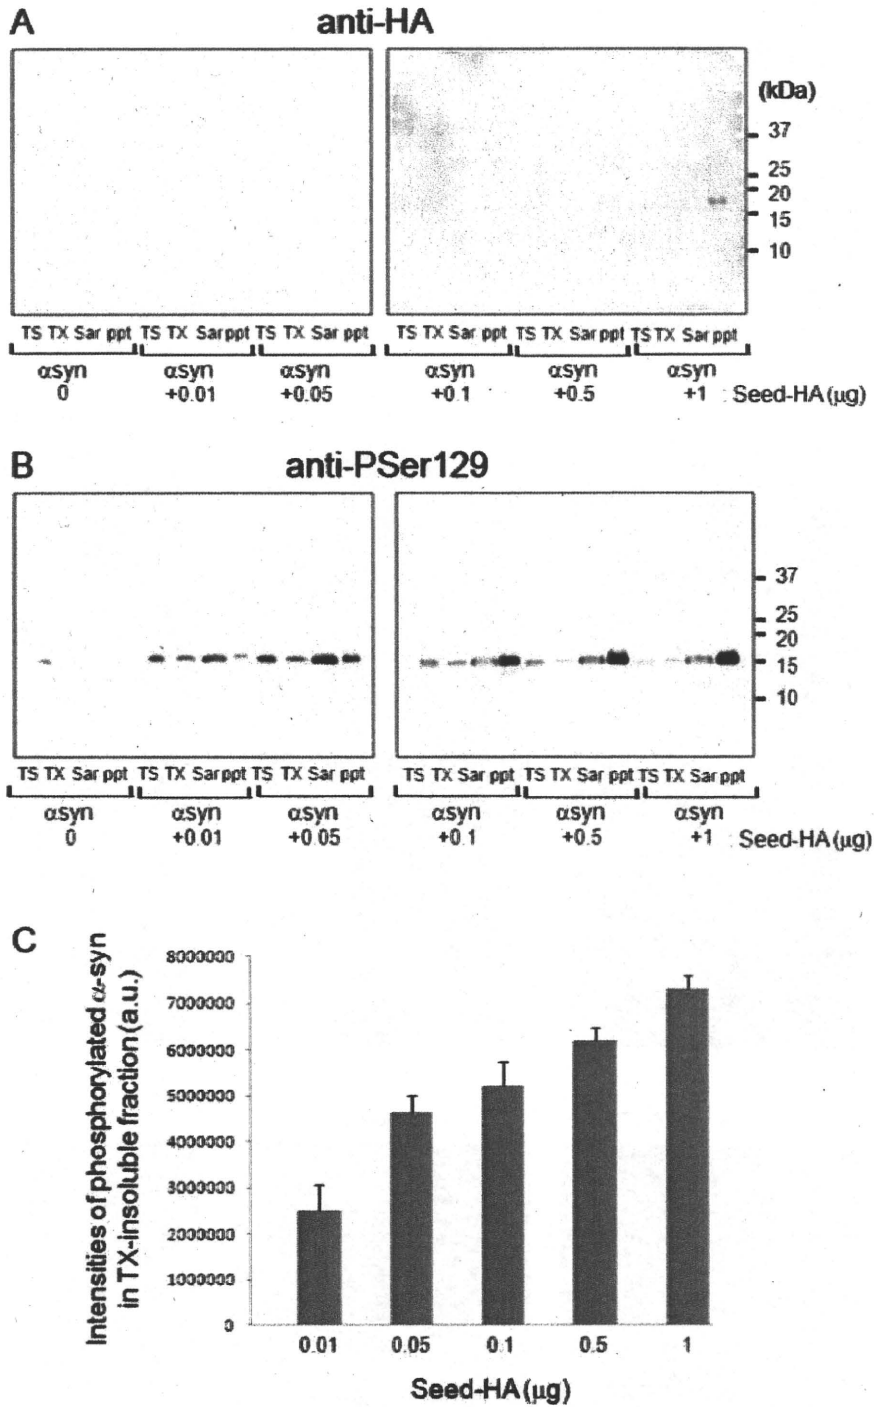 A anti-HA
(kDa)
37
25
20
15
10
TS TX Sar ppt TS TX Sar ppt TS TX Sar ppt TS TX Sar ppt TS TX Sar ppt TS TX Sar ppt
αsyn αsyn αsyn αsyn αsyn αsyn
0 +0.01 +0.05 +0.1 +0.5 +1 : Seed-HA (μg)
B anti-PSer129
37
25
20
15
10
TS TX Sar ppt TS TX Sar ppt TS TX Sar ppt TS TX Sar ppt TS TX Sar ppt TS TX Sar ppt
αsyn αsyn αsyn αsyn αsyn αsyn
0 +0.01 +0.05 +0.1 +0.5 +1 : Seed-HA (μg)
C
Intensities of phosphorylated α-syn
in TX-insoluble fraction (a.u.)
8000000
7000000
6000000
5000000
4000000
3000000
2000000
1000000
0
0.01 0.05 0.1 0.5 1
Seed-HA (μg)